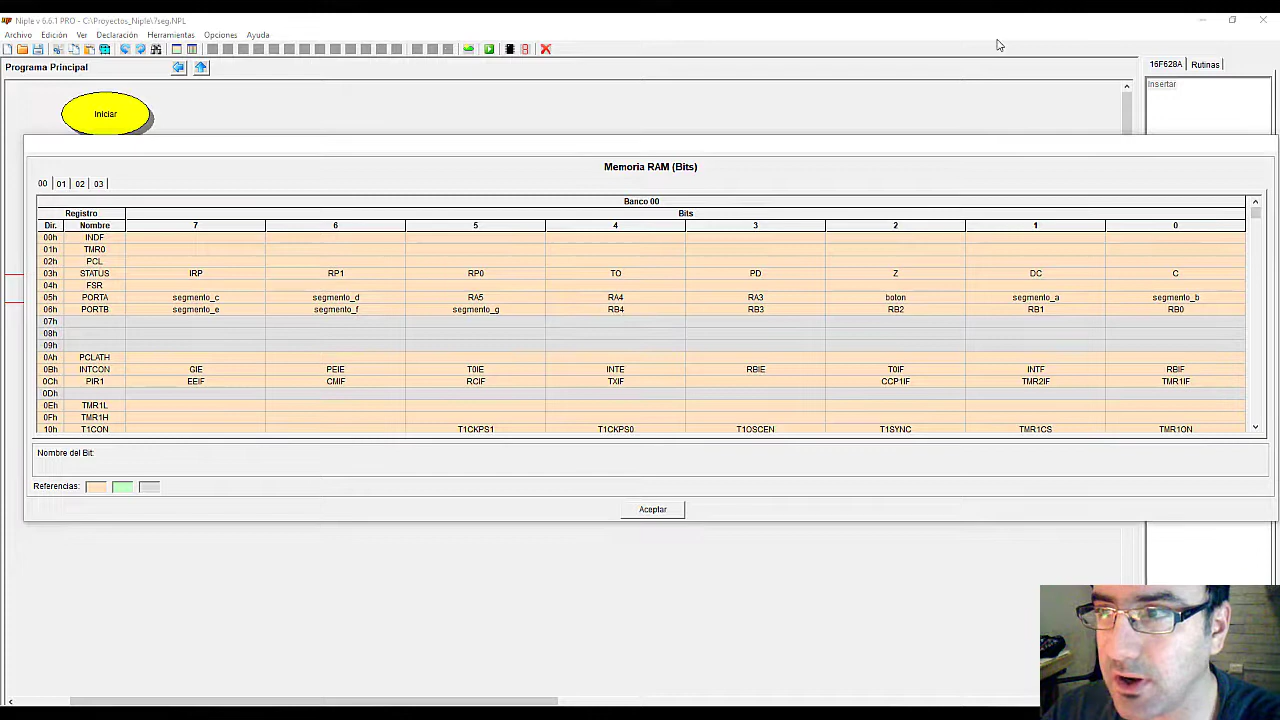 Niple v 6.6.1 PRO - C:\Proyectos_Niple\7seg.NPL
Archivo Edición Ver Declaración Herramientas Opciones Ayuda
Programa Principal
16F628A Rutinas
Insertar
Iniciar
Memoria RAM (Bits)
00 01 02 03
Banco 00
Registro Bits
Dir. Nombre 7 6 5 4 3 2 1 0
00h INDF
01h TMR0
02h PCL
03h STATUS IRP RP1 RP0 TO PD Z DC C
04h FSR
05h PORTA segmento_c segmento_d RA5 RA4 RA3 boton segmento_a segmento_b
06h PORTB segmento_e segmento_f segmento_g RB4 RB3 RB2 RB1 RB0
07h
08h
09h
0Ah PCLATH
0Bh INTCON GIE PEIE T0IE INTE RBIE T0IF INTF RBIF
0Ch PIR1 EEIF CMIF RCIF TXIF CCP1IF TMR2IF TMR1IF
0Dh
0Eh TMR1L
0Fh TMR1H
10h T1CON T1CKPS1 T1CKPS0 T1OSCEN T1SYNC TMR1CS TMR1ON
Nombre del Bit:
Referencias:
Aceptar